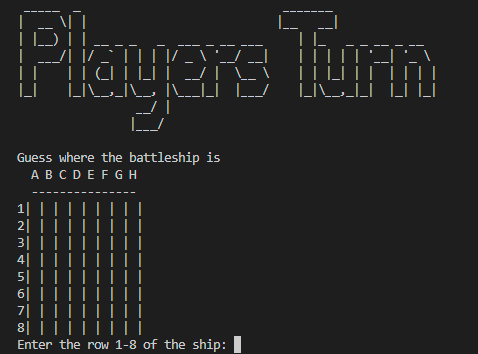 Players Turn
Guess where the battleship is
A B C D E F G H
---------------
1| | | | | | | | |
2| | | | | | | | |
3| | | | | | | | |
4| | | | | | | | |
5| | | | | | | | |
6| | | | | | | | |
7| | | | | | | | |
8| | | | | | | | |
Enter the row 1-8 of the ship: